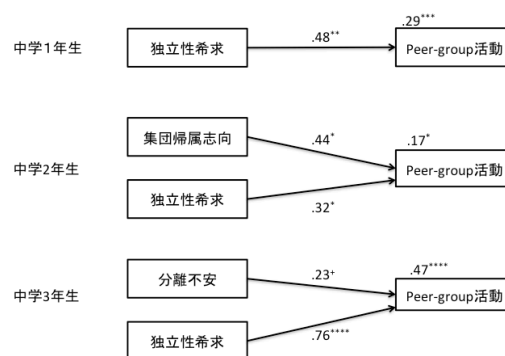 .29***
中学1年生
独立性希求
.48**
Peer-group活動
集団帰属志向
.44*
.17*
中学2年生
Peer-group活動
独立性希求
.32*
分離不安
.23+
.47****
中学3年生
Peer-group活動
独立性希求
.76****